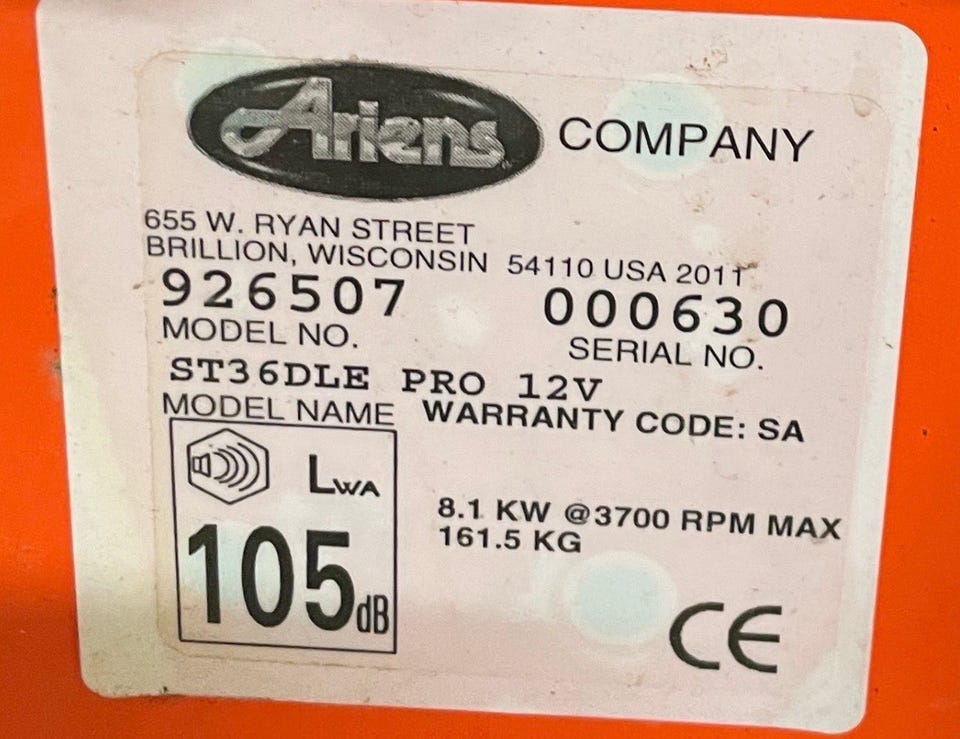 Ariens COMPANY
655 W. RYAN STREET
BRILLION, WISCONSIN 54110 USA 2011
926507 000630
MODEL NO. SERIAL NO.
ST36DLE PRO 12V
MODEL NAME WARRANTY CODE: SA
LWA
105dB
8.1 KW @3700 RPM MAX
161.5 KG
CE